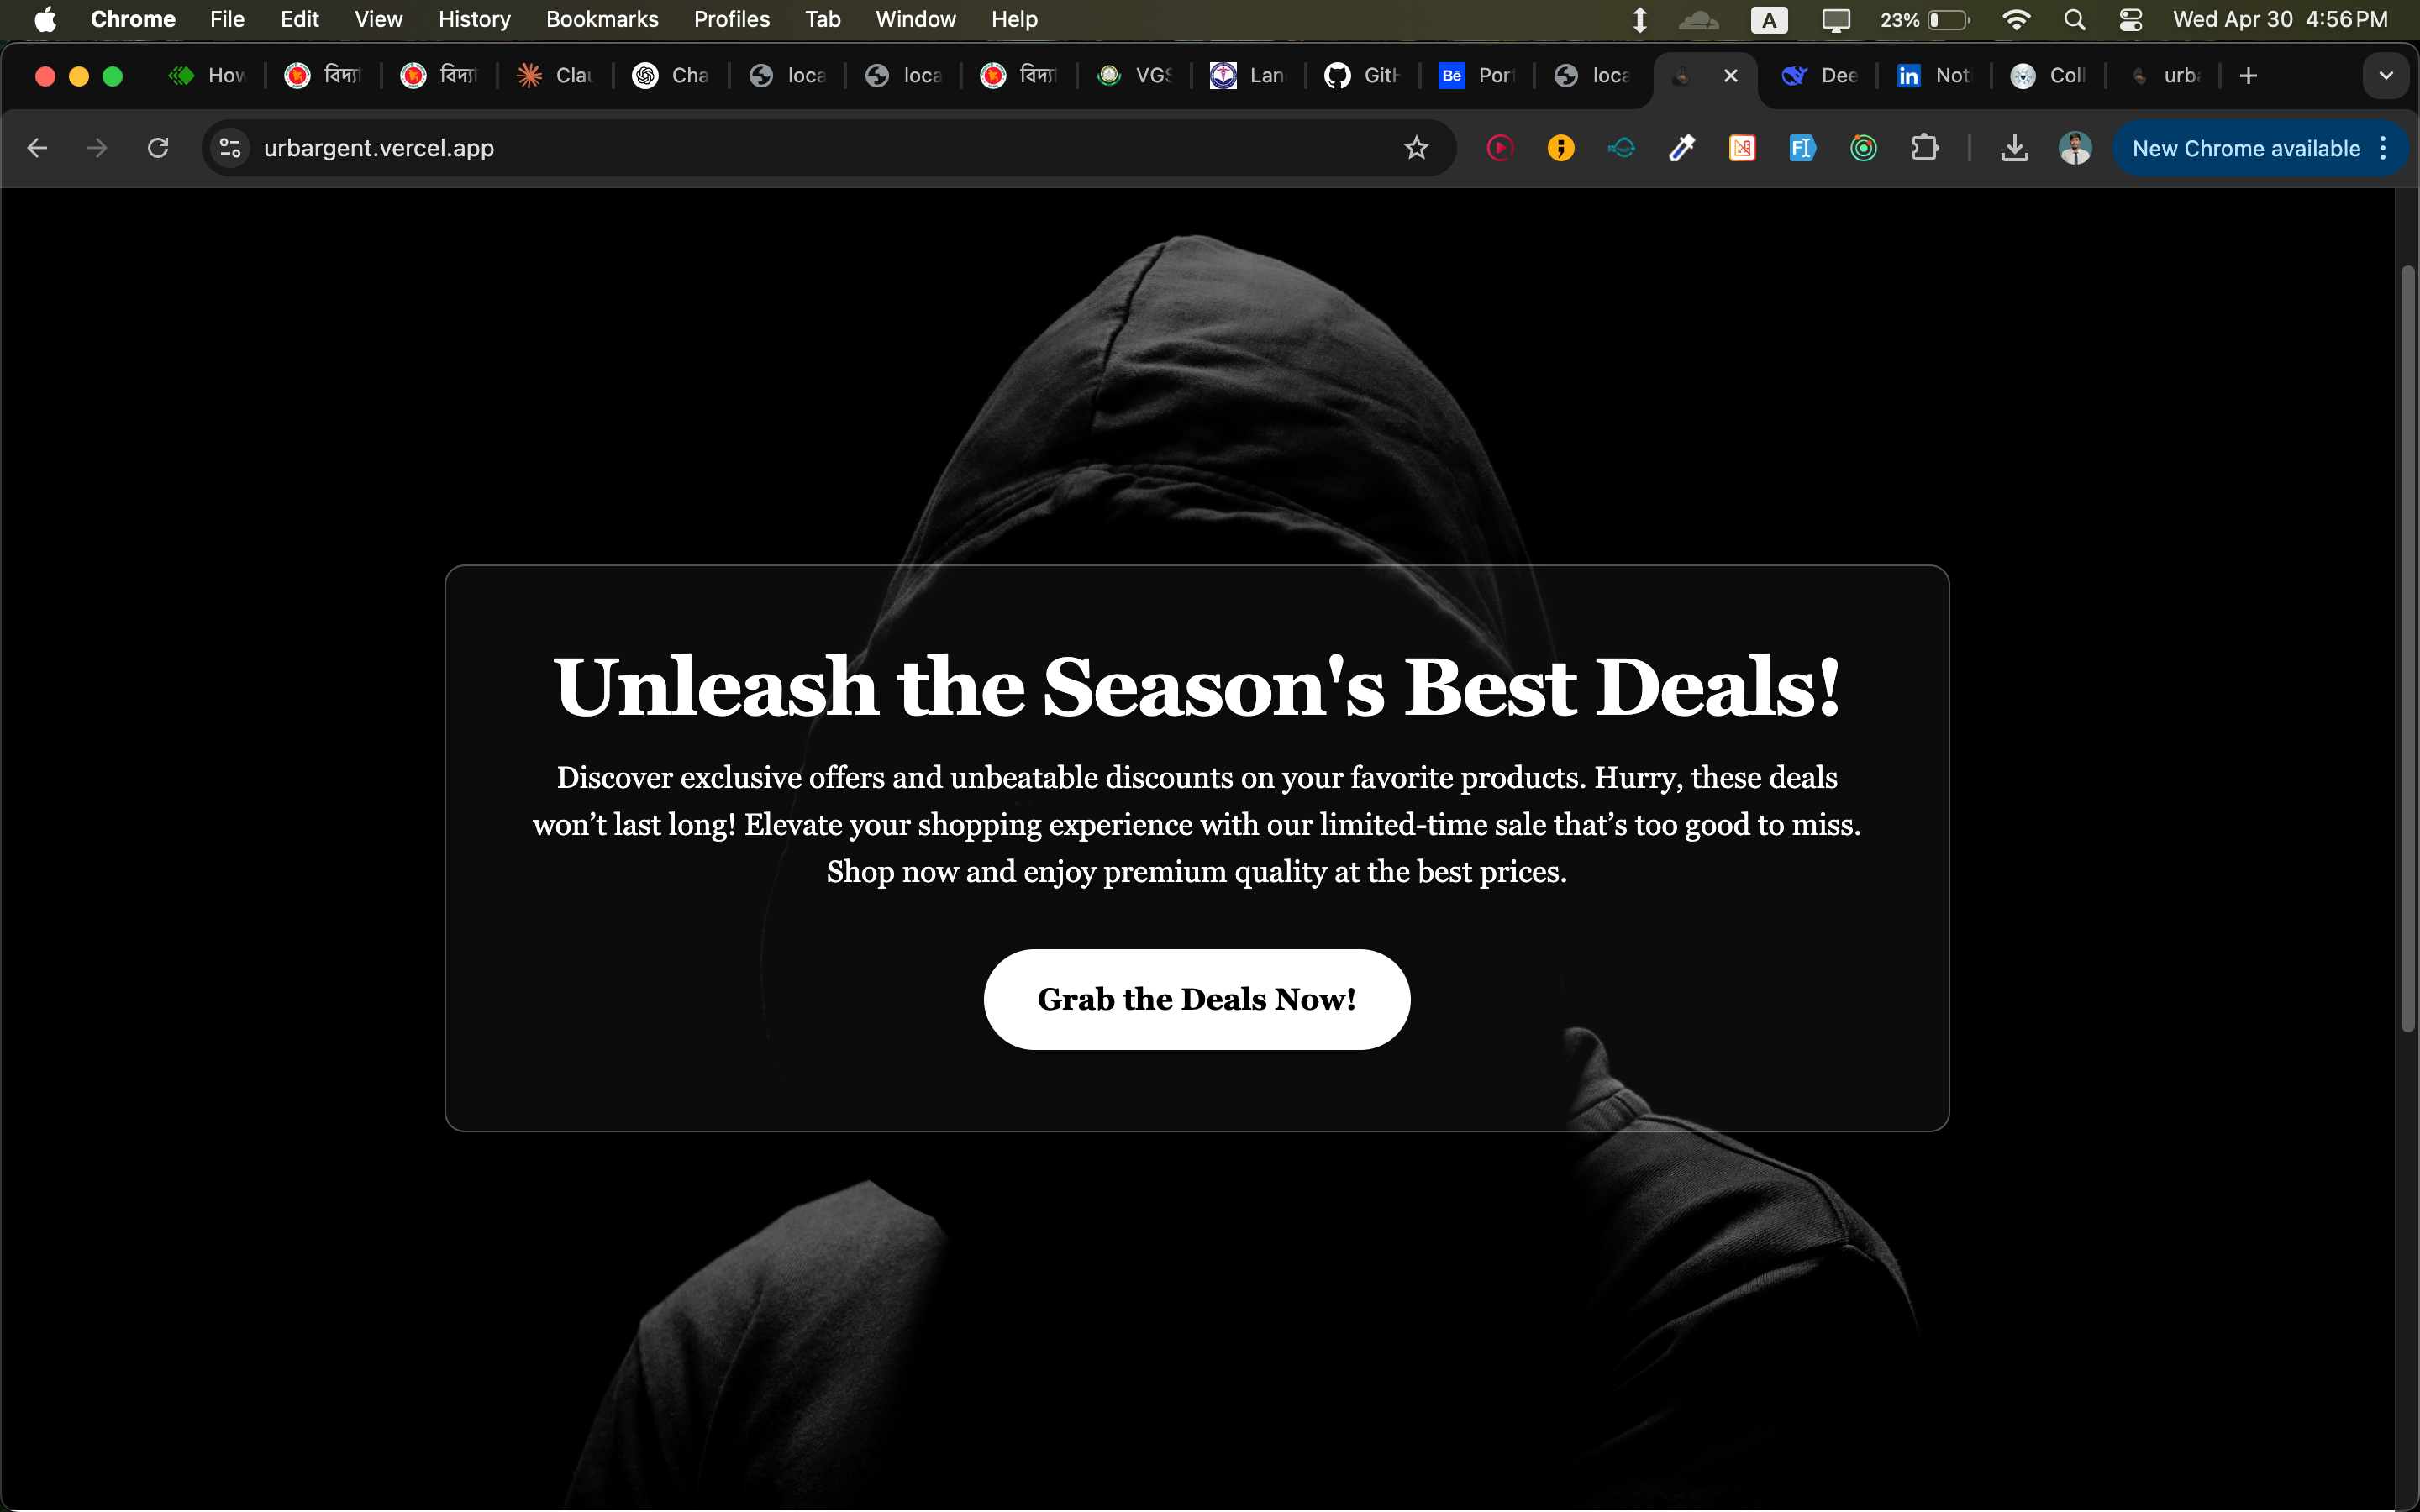 Chrome File Edit View History Bookmarks Profiles Tab Window Help A 23% Wed Apr 30 4:56 PM
How বিদ্যা বিদ্যা Clau Cha loca loca বিদ্যা VGS Lan GitH Bē Port loca Dee in Not Coll urba
urbargent.vercel.app New Chrome available
Unleash the Season's Best Deals!
Discover exclusive offers and unbeatable discounts on your favorite products. Hurry, these deals
won’t last long! Elevate your shopping experience with our limited-time sale that’s too good to miss.
Shop now and enjoy premium quality at the best prices.
Grab the Deals Now!